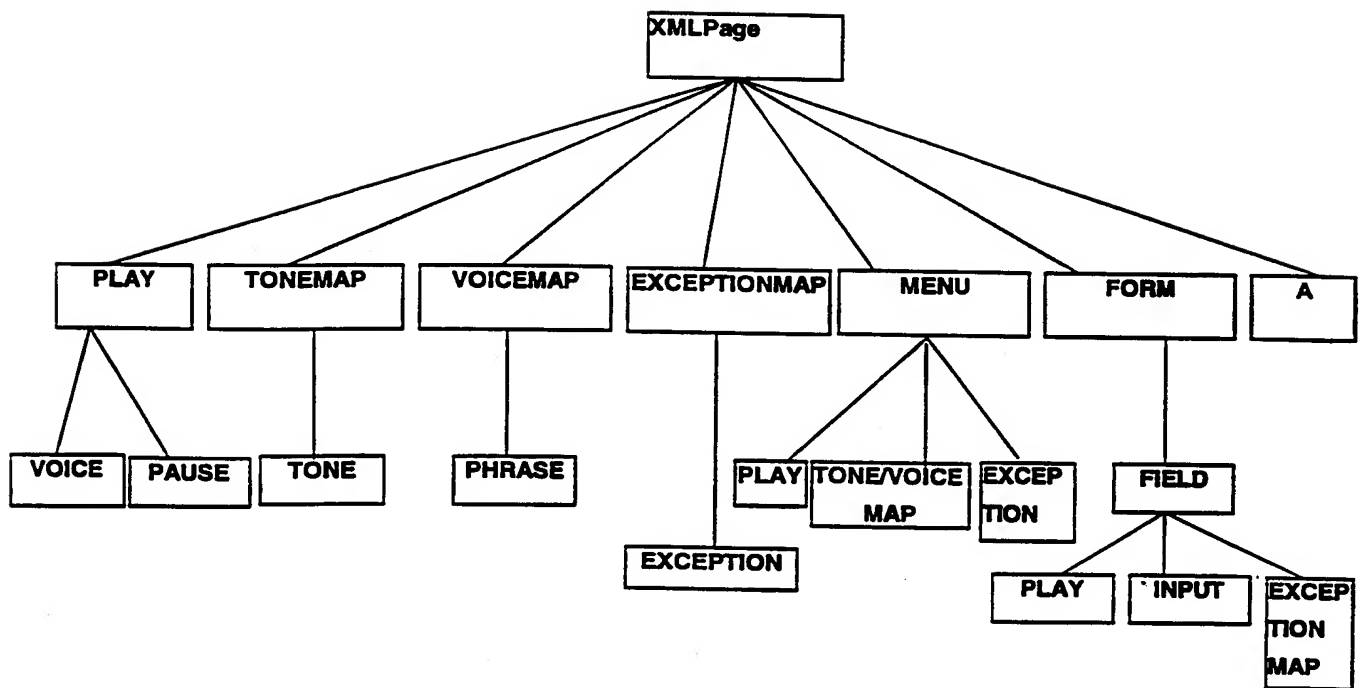 XMLPage
PLAY
TONEMAP
VOICEMAP
EXCEPTIONMAP
MENU
FORM
A
VOICE
PAUSE
TONE
PHRASE
PLAY
TONE/VOICE
MAP
EXCEP
TION
FIELD
EXCEPTION
PLAY
INPUT
EXCEP
TION
MAP